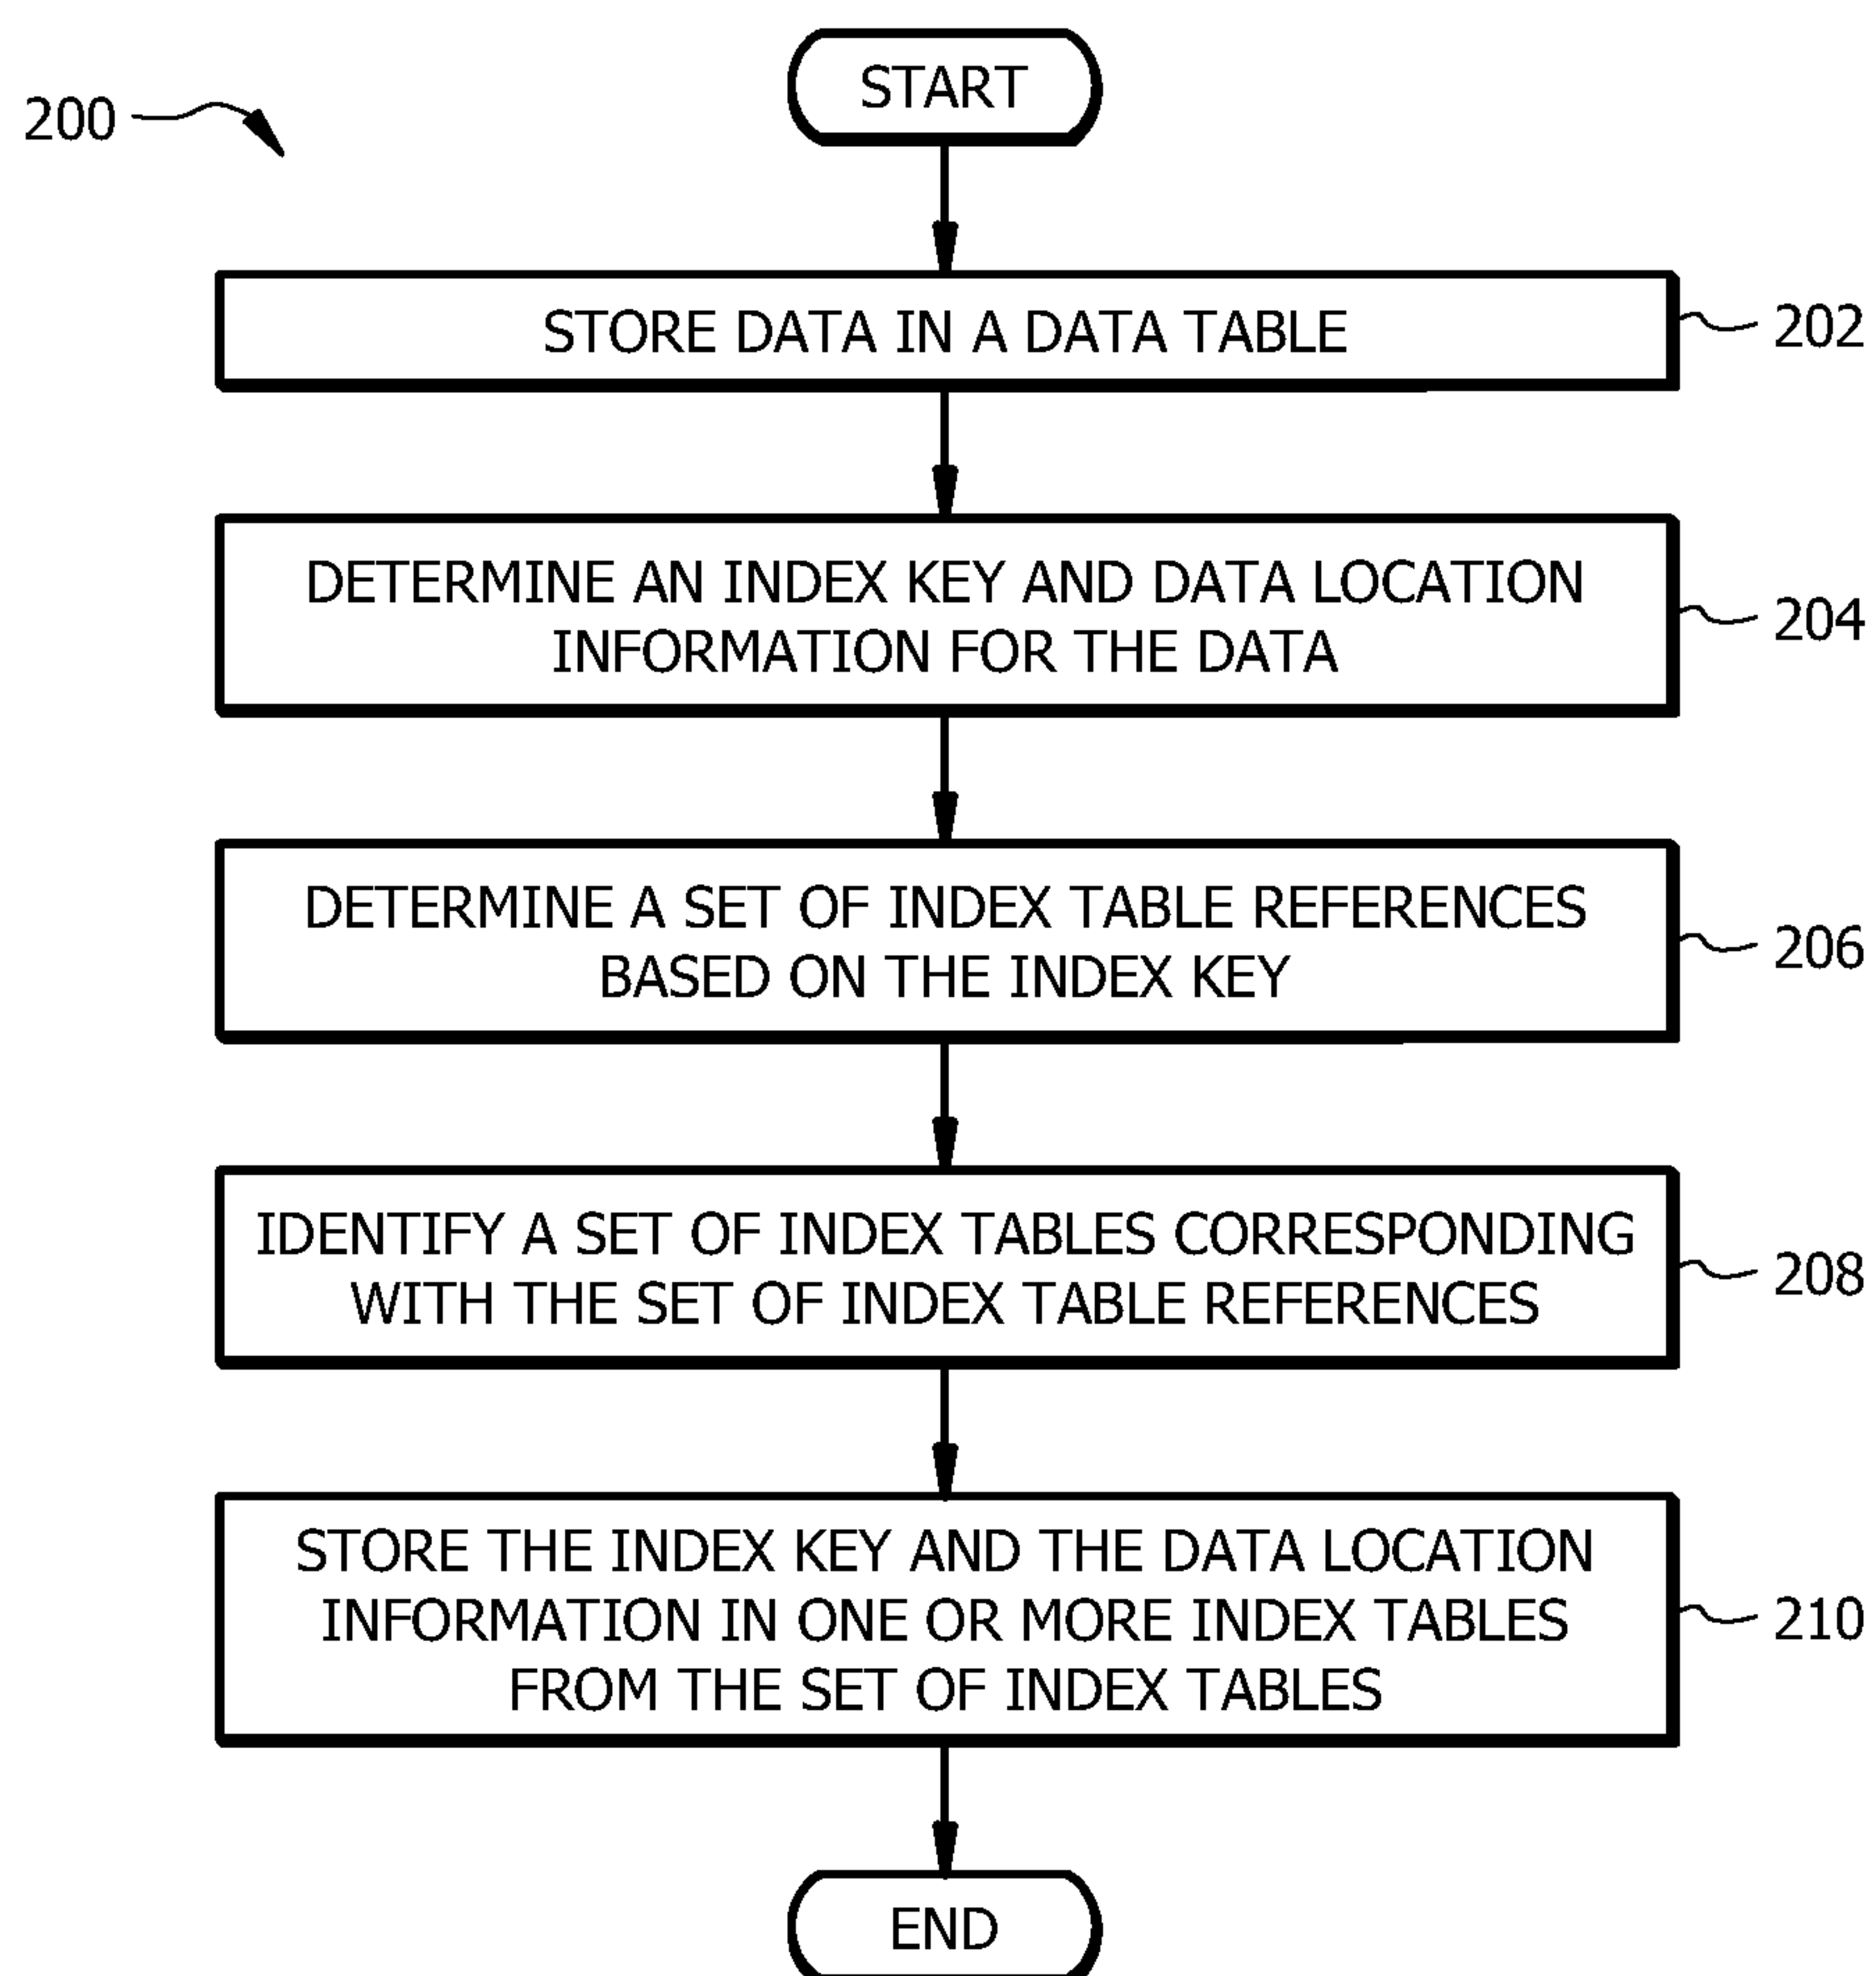 START
200
STORE DATA IN A DATA TABLE
202
DETERMINE AN INDEX KEY AND DATA LOCATION
INFORMATION FOR THE DATA
204
DETERMINE A SET OF INDEX TABLE REFERENCES
BASED ON THE INDEX KEY
206
IDENTIFY A SET OF INDEX TABLES CORRESPONDING
WITH THE SET OF INDEX TABLE REFERENCES
208
STORE THE INDEX KEY AND THE DATA LOCATION
INFORMATION IN ONE OR MORE INDEX TABLES
FROM THE SET OF INDEX TABLES
210
END